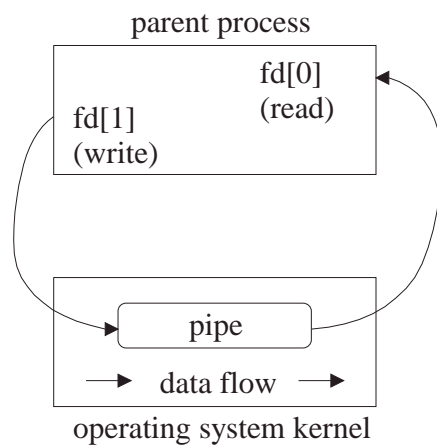 parent process
fd[0]
(read)
fd[1]
(write)
pipe
data flow
operating system kernel